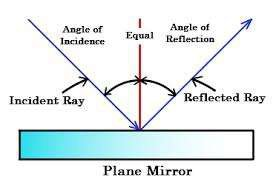 Angle of
Incidence
Equal
Angle of
Reflection
Incident Ray
Reflected Ray
Plane Mirror